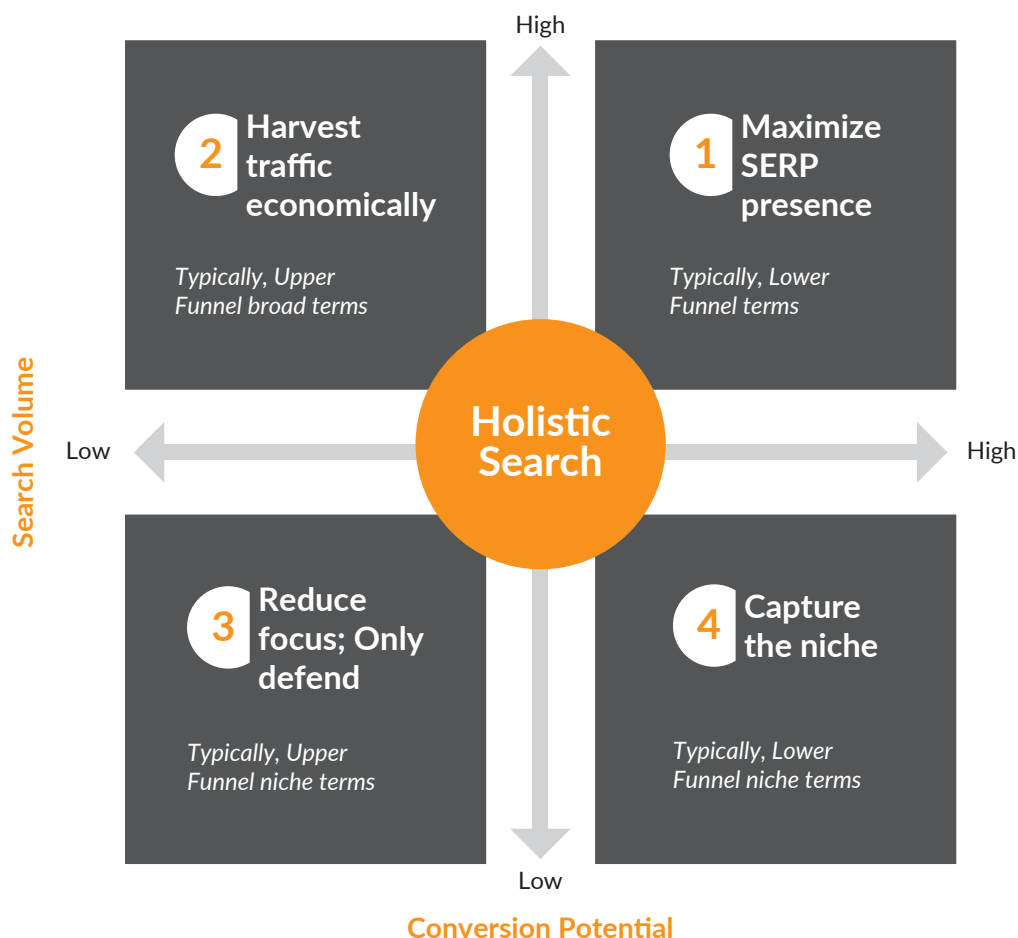 High
2
Harvest
traffic
economically
Typically, Upper
Funnel broad terms
1
Maximize
SERP
presence
Typically, Lower
Funnel terms
Search Volume
Low
Holistic
Search
High
3
Reduce
focus; Only
defend
Typically, Upper
Funnel niche terms
4
Capture
the niche
Typically, Lower
Funnel niche terms
Low
Conversion Potential